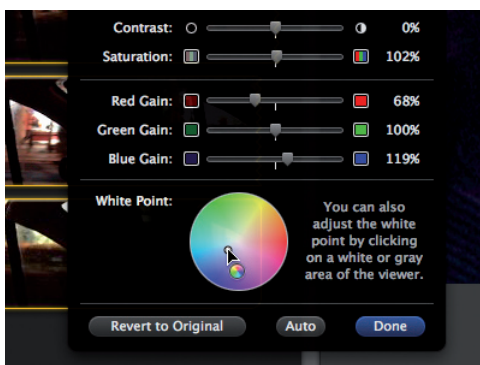 Contrast: 0%
Saturation: 102%
Red Gain: 68%
Green Gain: 100%
Blue Gain: 119%
White Point:
You can also
adjust the white
point by clicking
on a white or gray
area of the viewer.
Revert to Original Auto Done